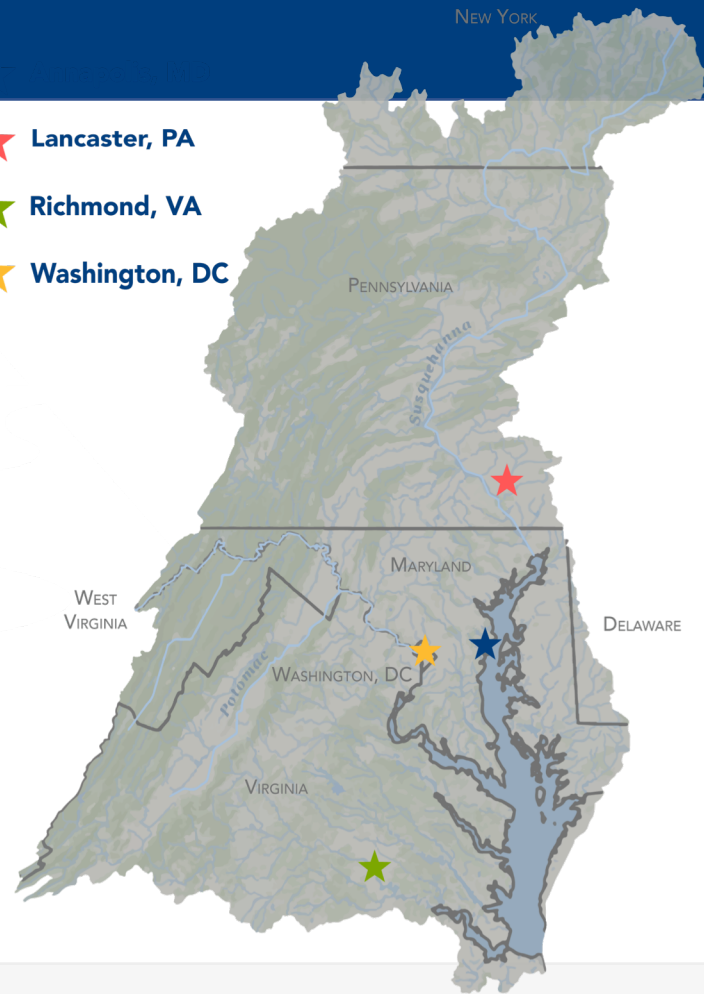 New York
Lancaster, PA
Richmond, VA
Washington, DC
Pennsylvania
Susquehanna
Maryland
West
Virginia
Delaware
Washington, DC
Potomac
Virginia